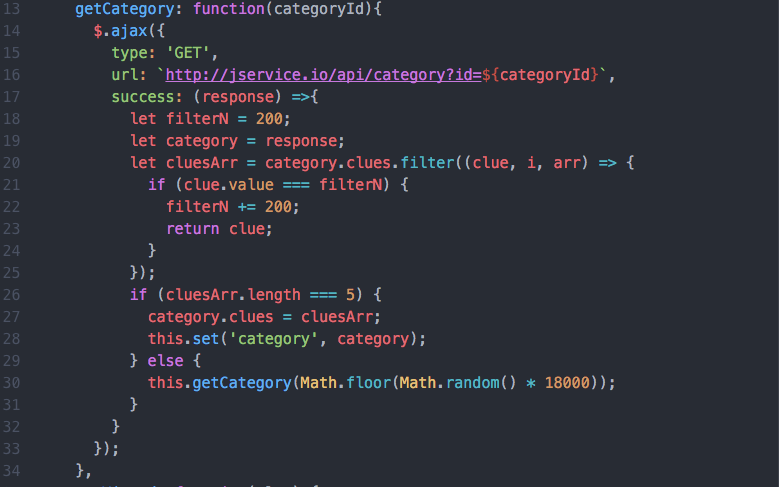 13 getCategory: function(categoryId){
14 $.ajax({
15 type: 'GET',
16 url: `http://jservice.io/api/category?id=${categoryId}`,
17 success: (response) =>{
18 let filterN = 200;
19 let category = response;
20 let cluesArr = category.clues.filter((clue, i, arr) => {
21 if (clue.value === filterN) {
22 filterN += 200;
23 return clue;
24 }
25 });
26 if (cluesArr.length === 5) {
27 category.clues = cluesArr;
28 this.set('category', category);
29 } else {
30 this.getCategory(Math.floor(Math.random() * 18000));
31 }
32 }
33 });
34 },